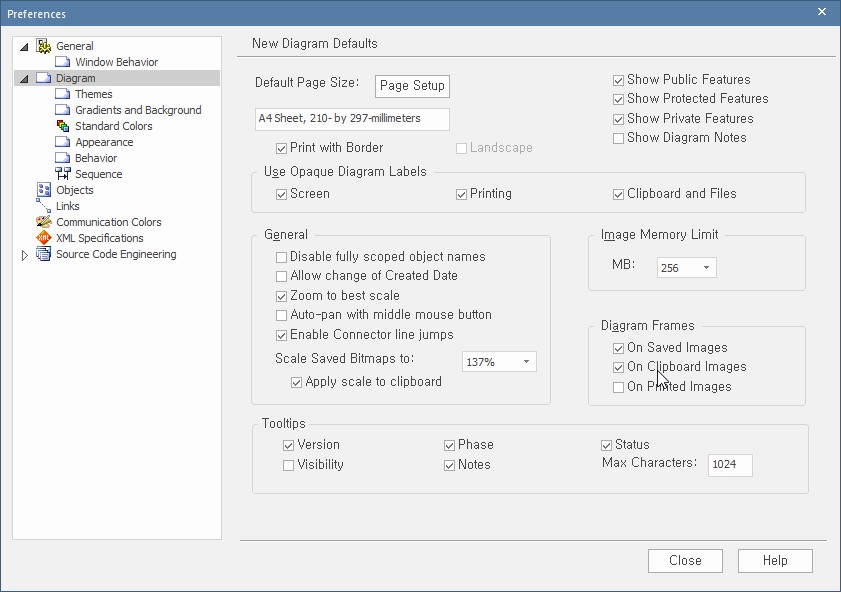 Preferences
General
Window Behavior
Diagram
Themes
Gradients and Background
Standard Colors
Appearance
Behavior
Sequence
Objects
Links
Communication Colors
XML Specifications
Source Code Engineering
New Diagram Defaults
Default Page Size:
Page Setup
A4 Sheet, 210- by 297-millimeters
Print with Border
Landscape
Show Public Features
Show Protected Features
Show Private Features
Show Diagram Notes
Use Opaque Diagram Labels
Screen
Printing
Clipboard and Files
General
Disable fully scoped object names
Allow change of Created Date
Zoom to best scale
Auto-pan with middle mouse button
Enable Connector line jumps
Scale Saved Bitmaps to:
137%
Apply scale to clipboard
Image Memory Limit
MB:
256
Diagram Frames
On Saved Images
On Clipboard Images
On Printed Images
Tooltips
Version
Phase
Status
Visibility
Notes
Max Characters:
1024
Close
Help